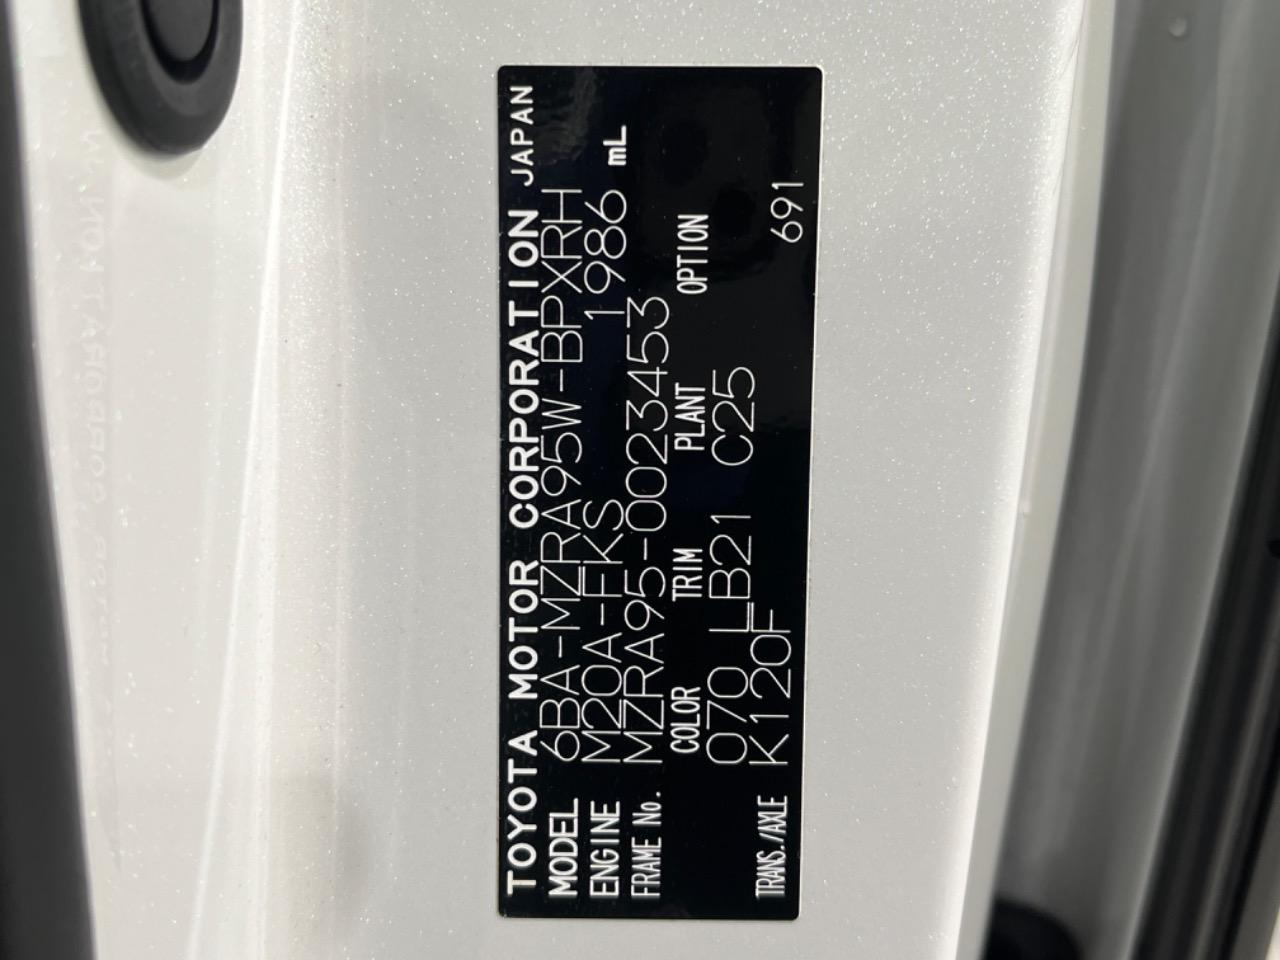 TOYOTA MOTOR CORPORATION JAPAN
MODEL 6BA-MZRA95W-BPXRH
ENGINE M20A-FKS 1986 mL
FRAME No. MZRA95-0023453
COLOR TRIM PLANT OPTION
070 LB21 C25 691
TRANS./AXLE K120F